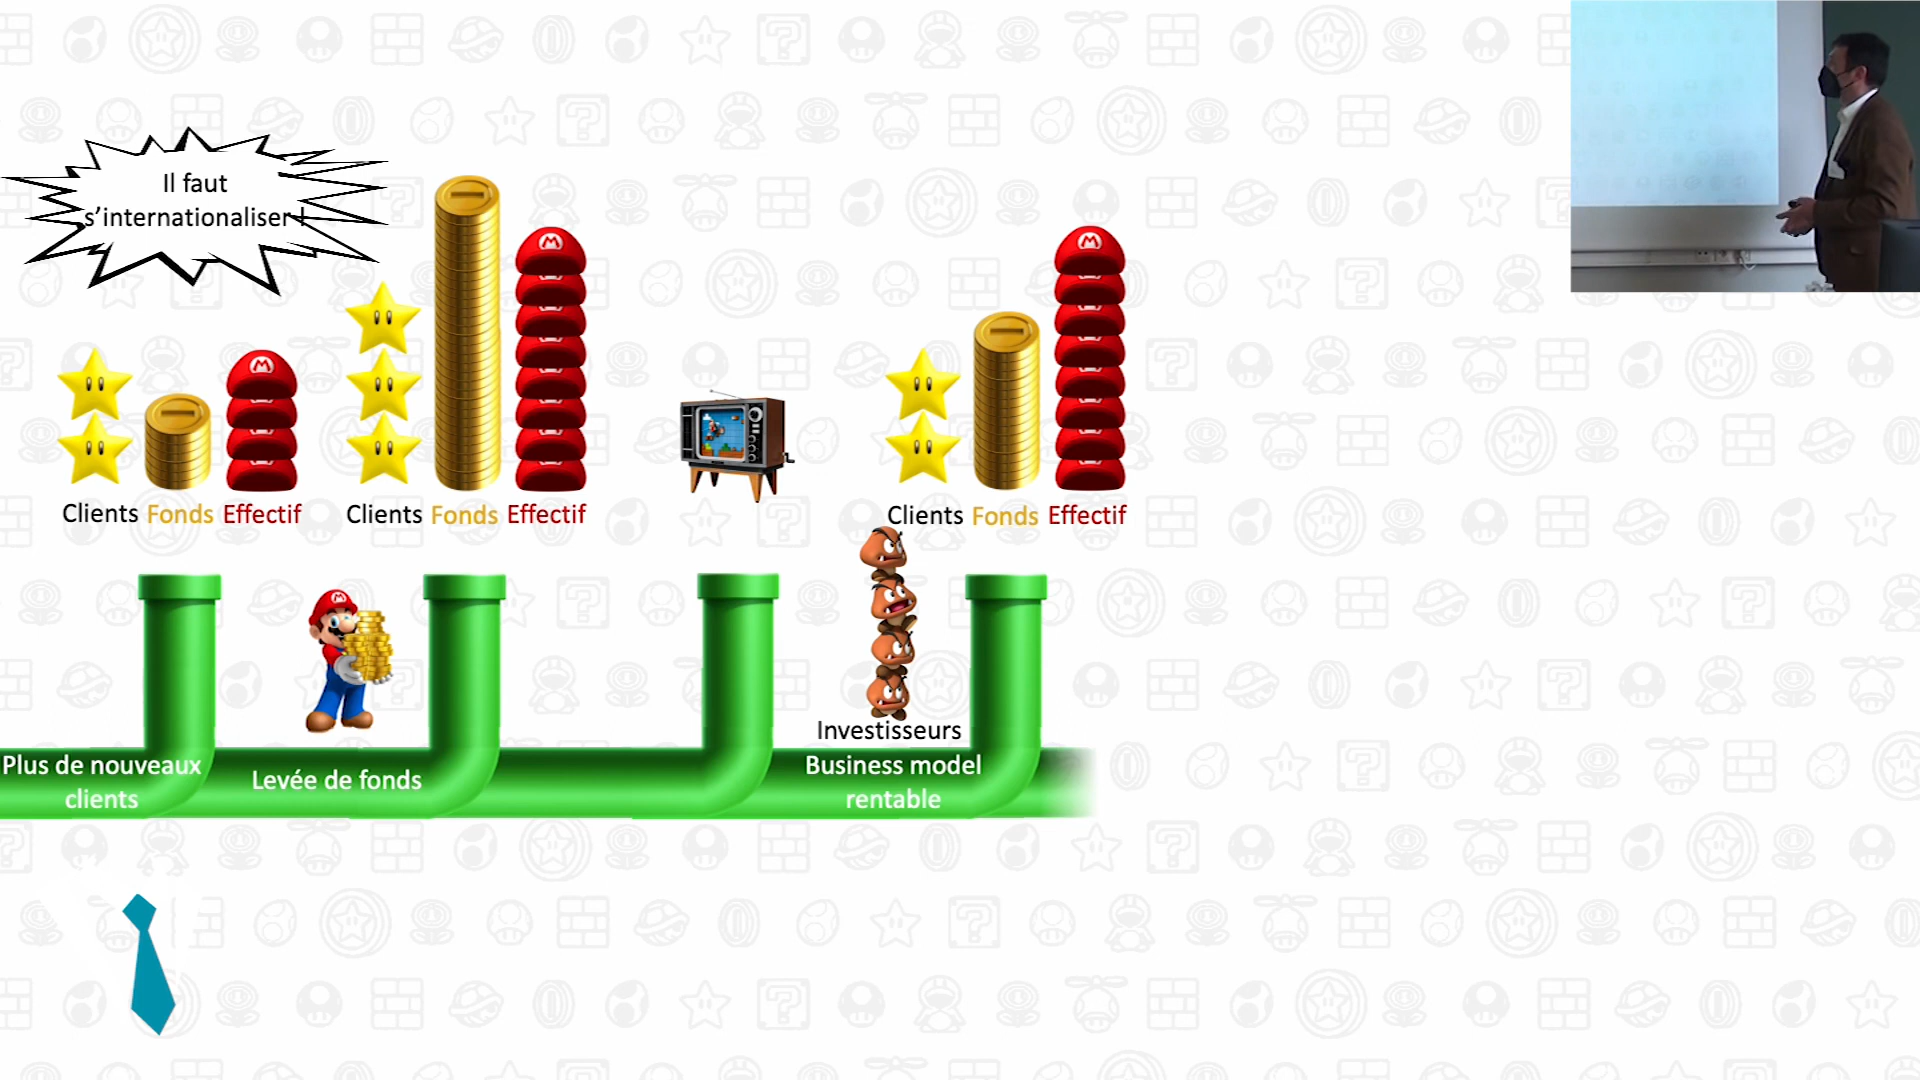 Il faut
s’internationaliser !
Clients Fonds Effectif
Clients Fonds Effectif
Clients Fonds Effectif
Investisseurs
Plus de nouveaux
clients
Levée de fonds
Business model
rentable